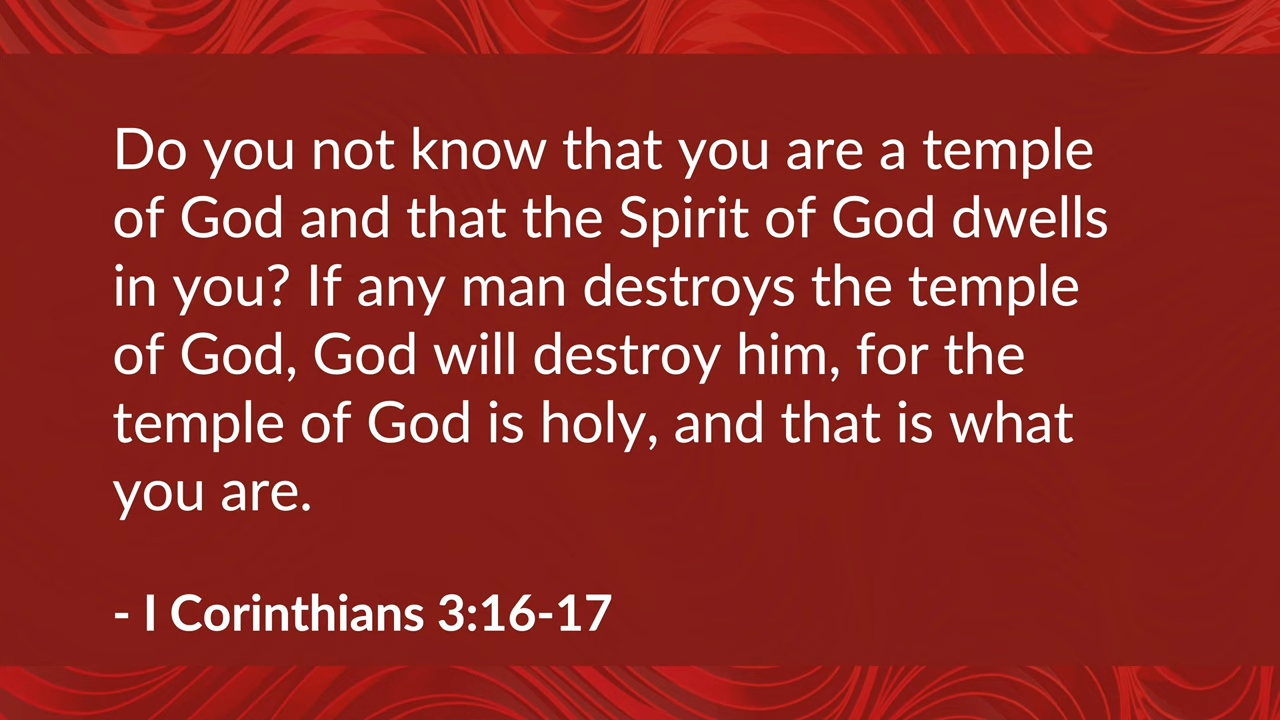 Do you not know that you are a temple
of God and that the Spirit of God dwells
in you? If any man destroys the temple
of God, God will destroy him, for the
temple of God is holy, and that is what
you are.
- I Corinthians 3:16-17